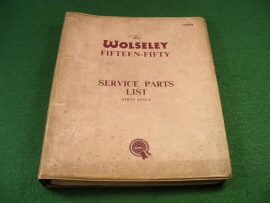 The
WOLSELEY
FIFTEEN-FIFTY
SERVICE PARTS
LIST
FIRST ISSUE